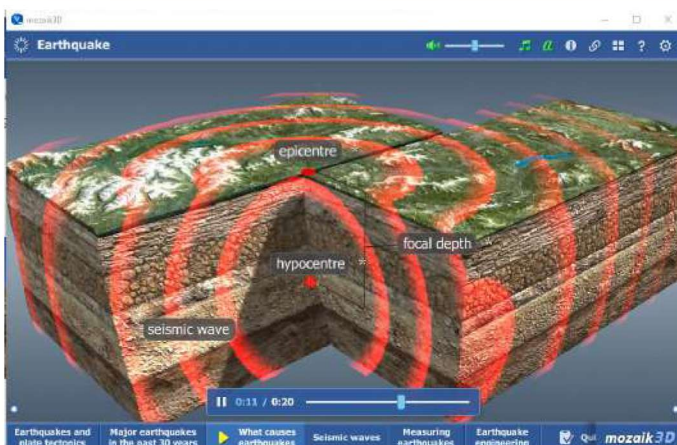 mozaik3D
Earthquake
epicentre
focal depth
hypocentre
seismic wave
0:11 / 0:20
Earthquakes and
plate tectonics
Major earthquakes
in the past 30 years
What causes
earthquakes
Seismic waves
Measuring
earthquakes
Earthquake
engineering
mozaik3D